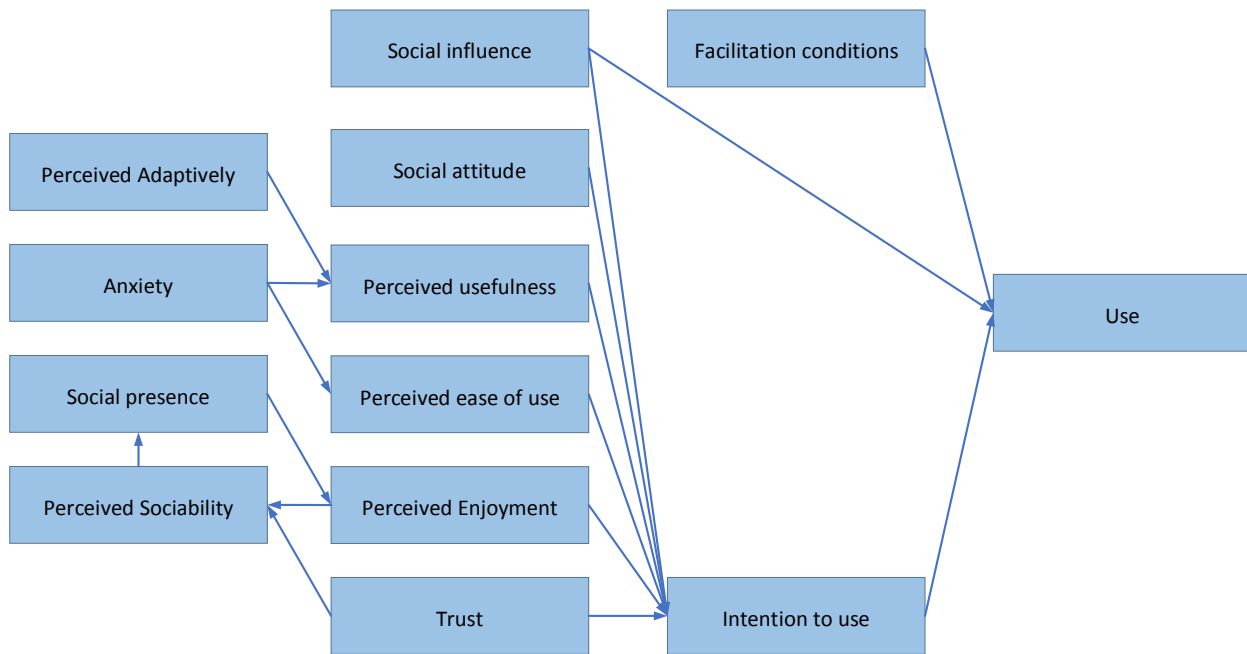 Social influence
Facilitation conditions
Perceived Adaptively
Social attitude
Anxiety
Perceived usefulness
Use
Social presence
Perceived ease of use
Perceived Sociability
Perceived Enjoyment
Trust
Intention to use